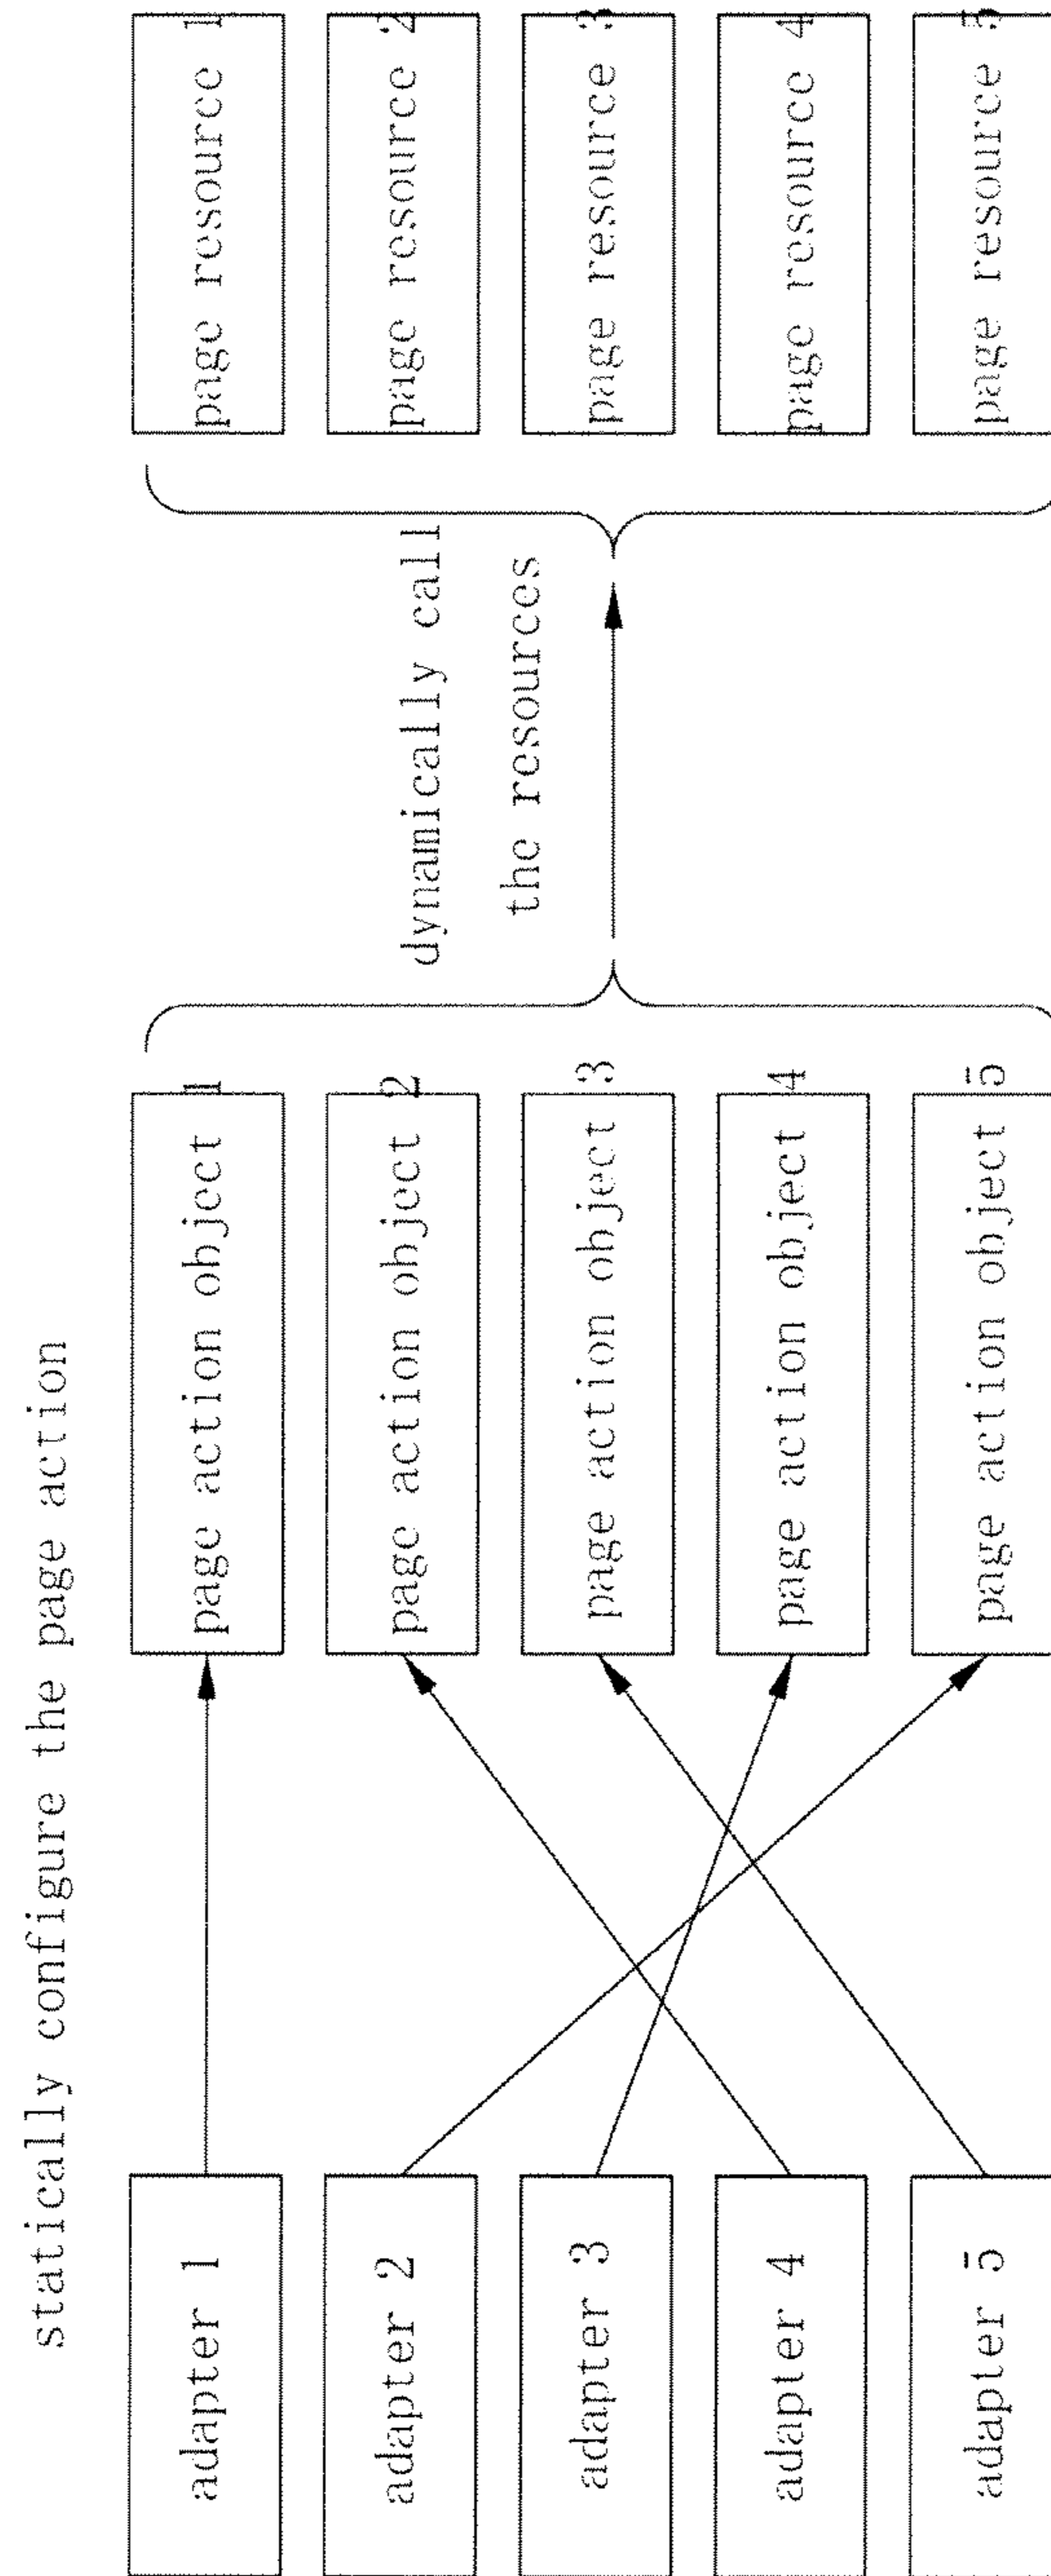 statically configure the page action
adapter 1
adapter 2
adapter 3
adapter 4
adapter 5
page action object 1
page action object 2
page action object 3
page action object 4
page action object 5
dynamically call
the resources
page resource 1
page resource 2
page resource 3
page resource 4
page resource 5